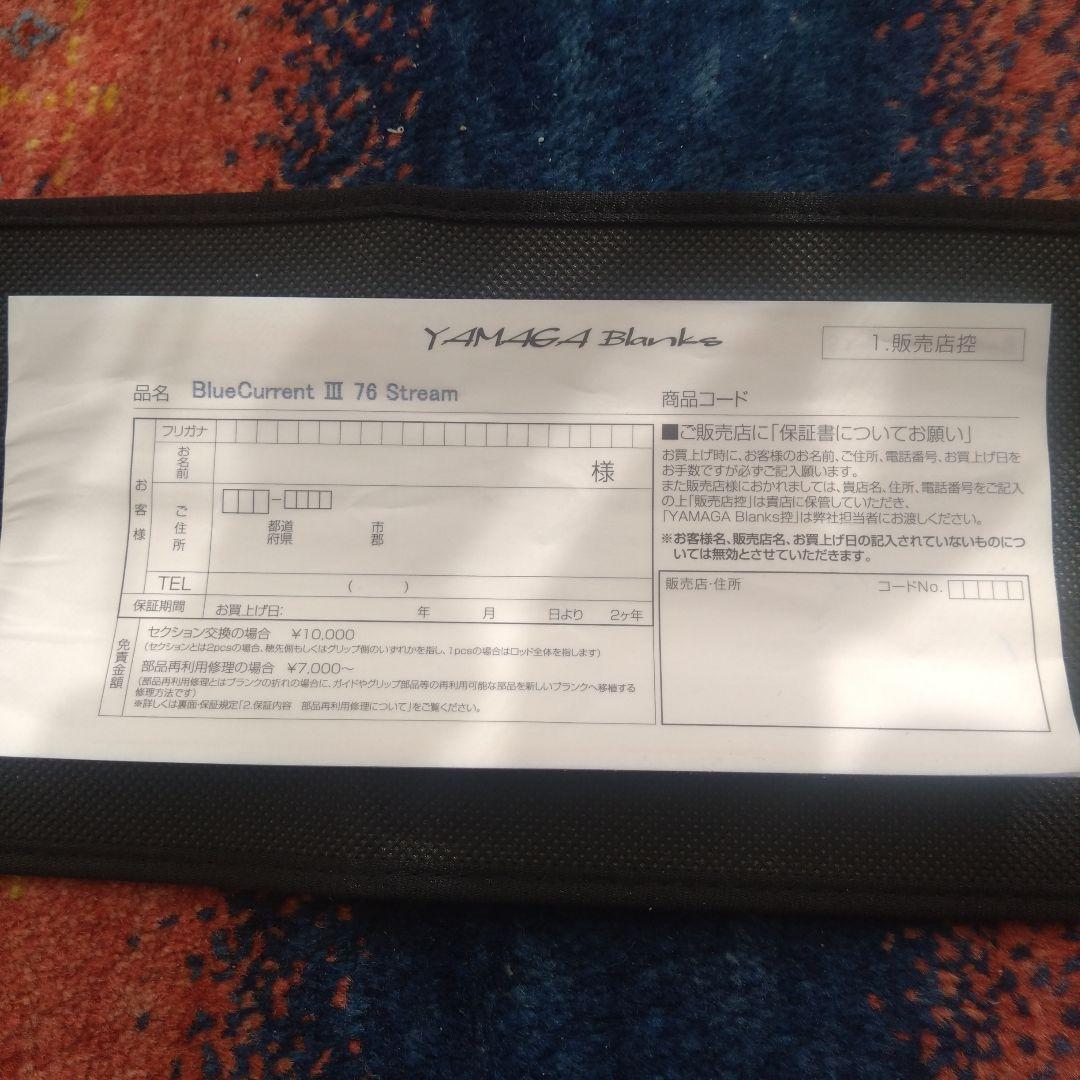 YAMAGA Blanks
1.販売店控
品名 BlueCurrent Ⅲ 76 Stream
商品コード
フリガナ
お名前
様
お客様
ご住所
都道府県
市郡
TEL ( )
保証期間 お買上げ日: 年 月 日より 2ヶ年
免責金額
セクション交換の場合 ¥10,000
(セクションとは2pcsの場合、穂先側もしくはグリップ側のいずれかを指し、1pcsの場合はロッド全体を指します)
部品再利用修理の場合 ¥7,000〜
(部品再利用修理とはブランクの折れの場合に、ガイドやグリップ部品等の再利用可能な部品を新しいブランクへ移植する
修理方法です)
※詳しくは裏面・保証規定「2.保証内容 部品再利用修理について」をご覧ください。
■ご販売店に「保証書についてお願い」
お買上げ時に、お客様のお名前、ご住所、電話番号、お買上げ日を
お手数ですが必ずご記入願います。
また販売店様におかれましては、貴店名、住所、電話番号をご記入
の上「販売店控」は貴店に保管していただき、
「YAMAGA Blanks控」は弊社担当者にお渡しください。
※お客様名、販売店名、お買上げ日の記入されていないものにつ
いては無効とさせていただきます。
販売店・住所 コードNo.